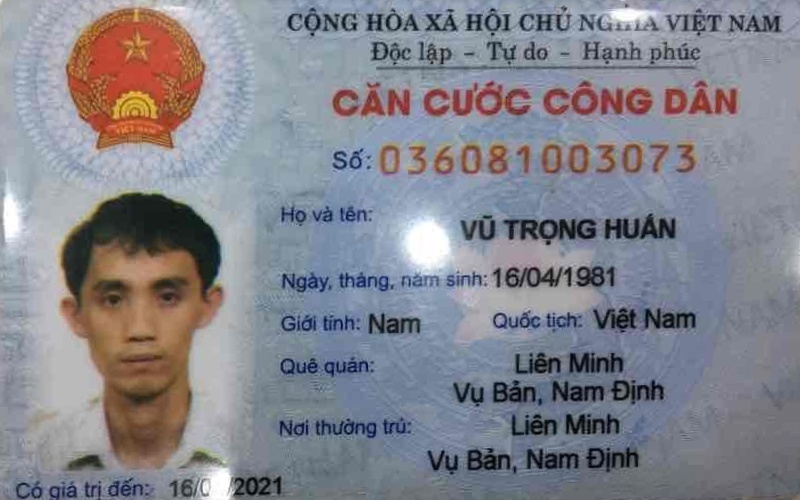 CỘNG HÒA XÃ HỘI CHỦ NGHĨA VIỆT NAM
Độc lập - Tự do - Hạnh phúc
CĂN CƯỚC CÔNG DÂN
Số: 036081003073
Họ và tên: VŨ TRỌNG HUẤN
Ngày, tháng, năm sinh: 16/04/1981
Giới tính: Nam Quốc tịch: Việt Nam
Quê quán: Liên Minh
Vụ Bản, Nam Định
Nơi thường trú: Liên Minh
Vụ Bản, Nam Định
Có giá trị đến: 16/0 /2021